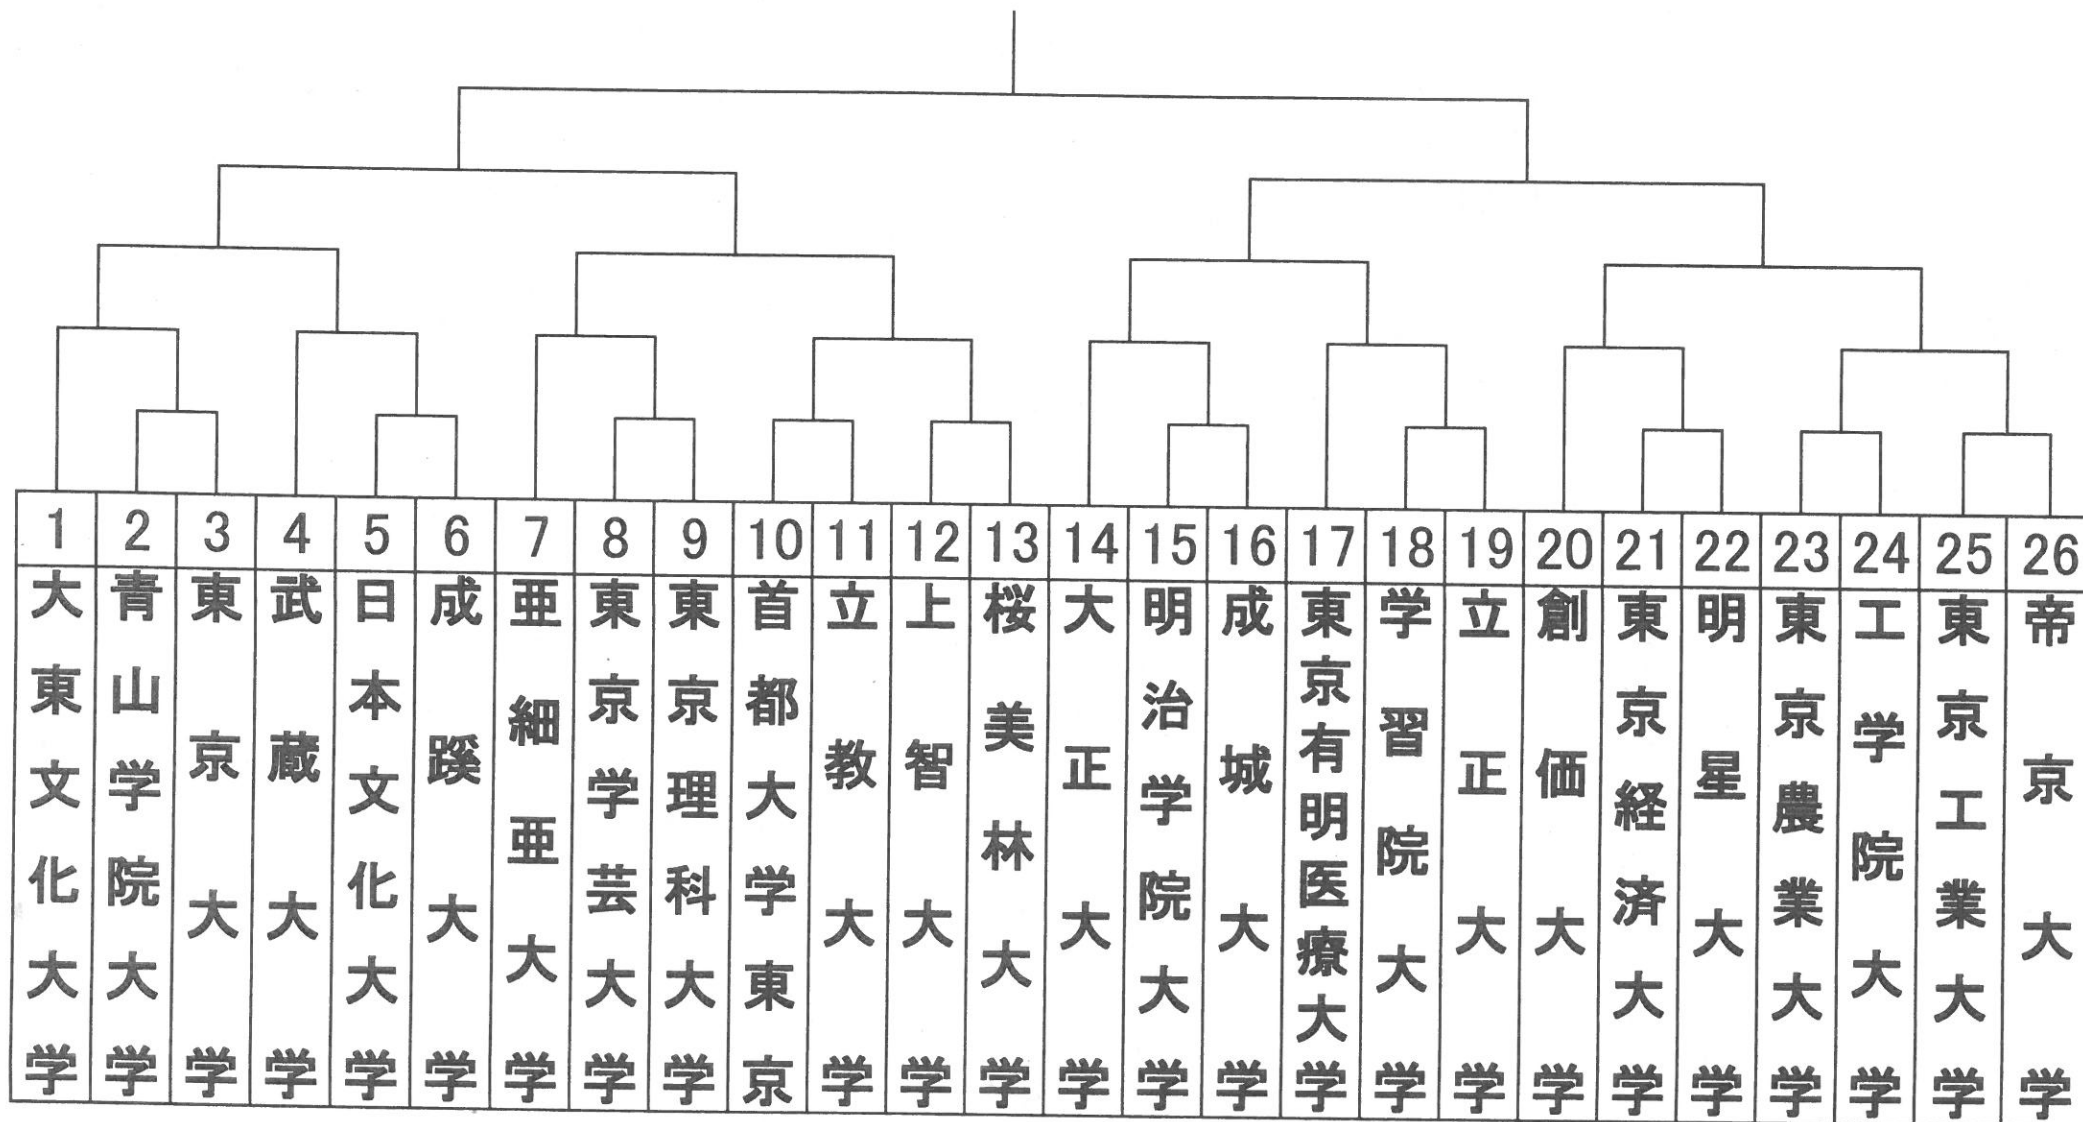 1 大東文化大学
2 青山学院大学
3 東京大学
4 武蔵大学
5 日本文化大学
6 成蹊大学
7 亜細亜大学
8 東京学芸大学
9 東京理科大学
10 首都大学東京
11 立教大学
12 上智大学
13 桜美林大学
14 大正大学
15 明治学院大学
16 成城大学
17 東京有明医療大学
18 学習院大学
19 立正大学
20 創価大学
21 東京経済大学
22 明星大学
23 東京農業大学
24 工学院大学
25 東京工業大学
26 帝京大学